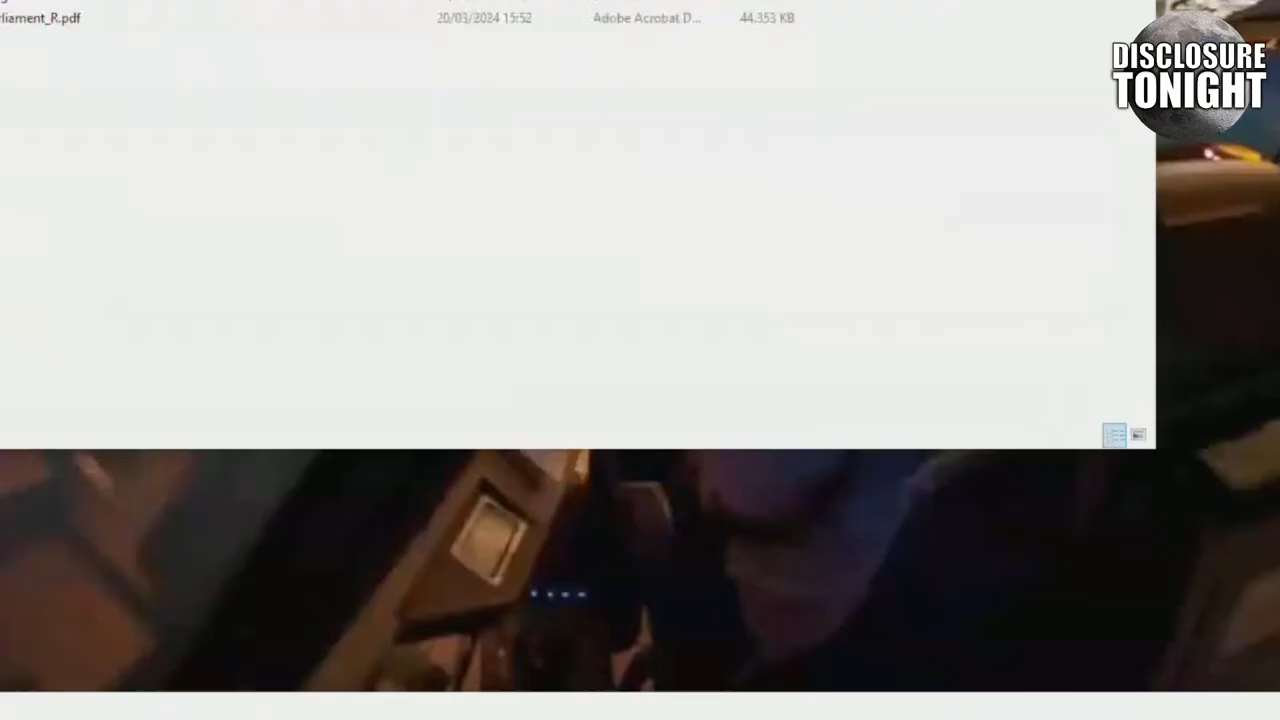 rliament_R.pdf 20/03/2024 15:52 Adobe Acrobat D... 44.353 KB
DISCLOSURE
TONIGHT